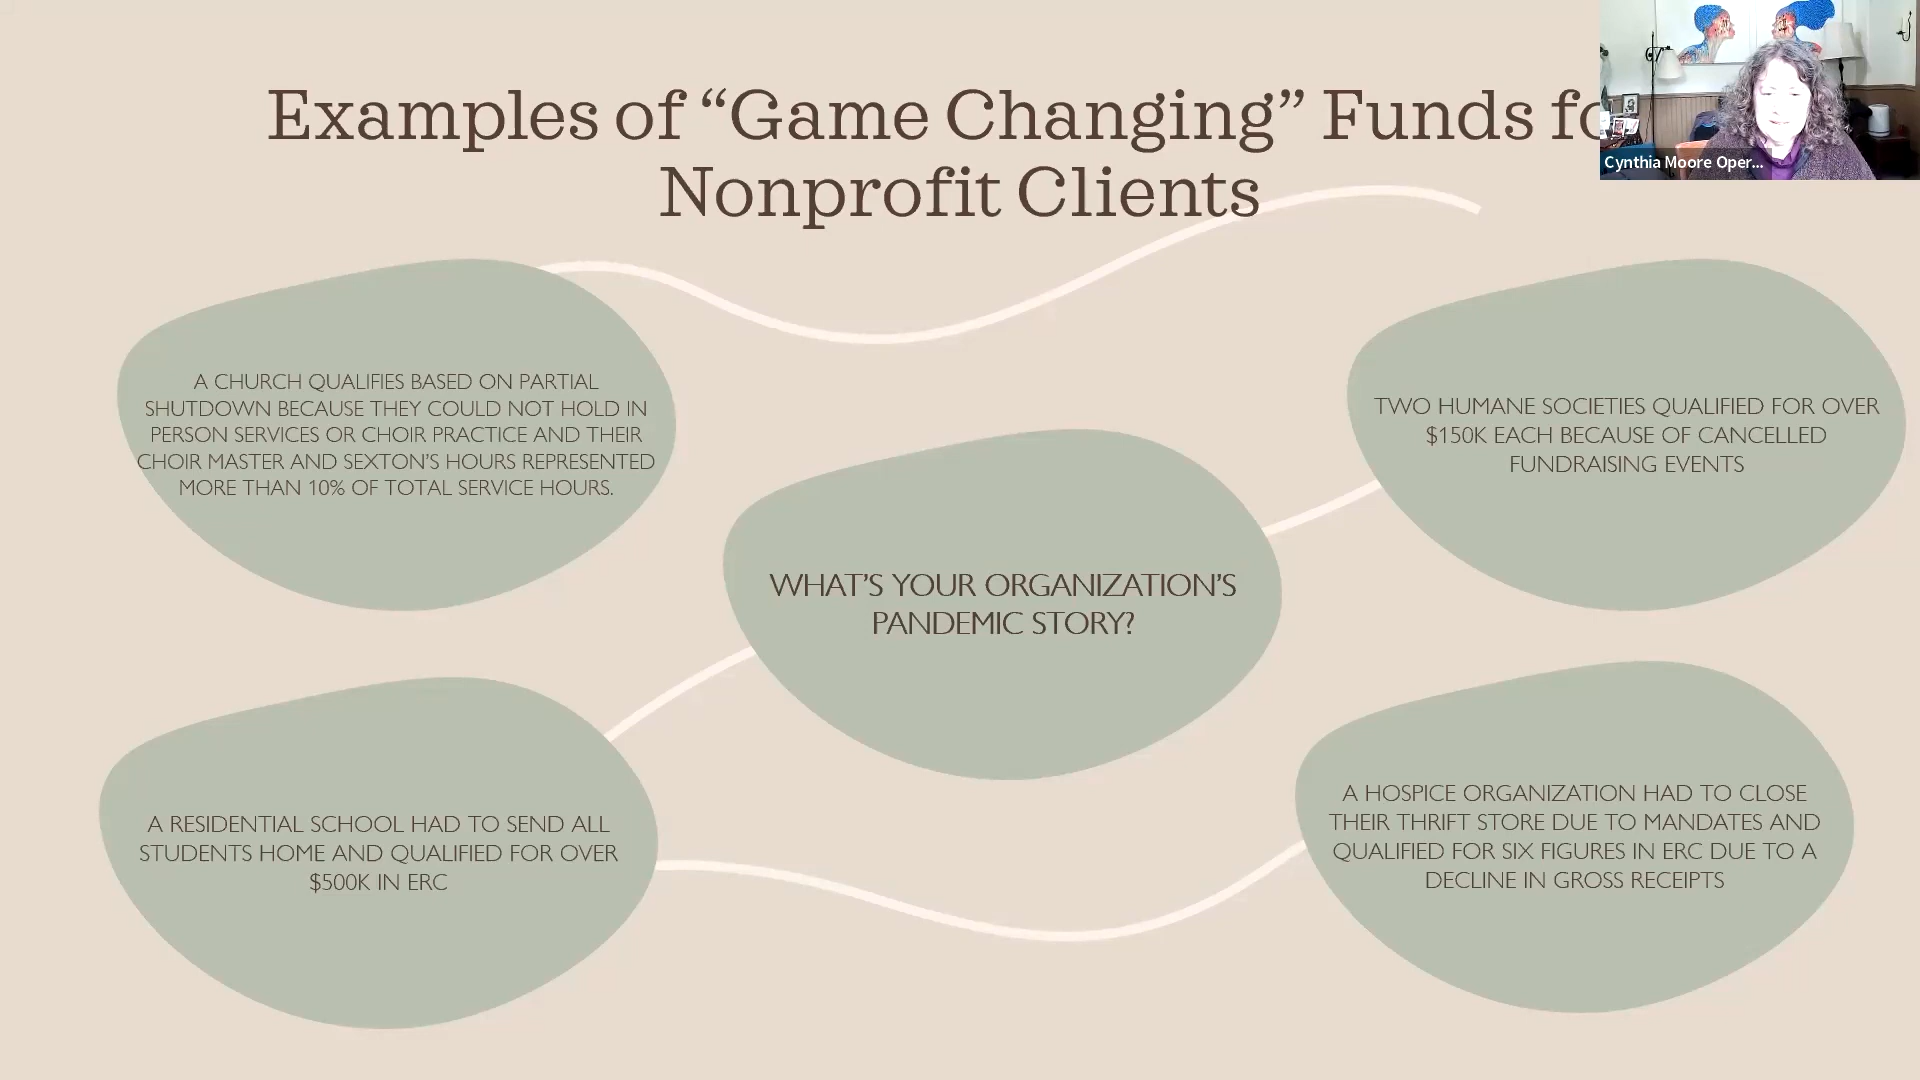 Examples of “Game Changing” Funds fo
Nonprofit Clients
Cynthia Moore Oper...
A CHURCH QUALIFIES BASED ON PARTIAL
SHUTDOWN BECAUSE THEY COULD NOT HOLD IN
PERSON SERVICES OR CHOIR PRACTICE AND THEIR
CHOIR MASTER AND SEXTON’S HOURS REPRESENTED
MORE THAN 10% OF TOTAL SERVICE HOURS.
TWO HUMANE SOCIETIES QUALIFIED FOR OVER
$150K EACH BECAUSE OF CANCELLED
FUNDRAISING EVENTS
WHAT’S YOUR ORGANIZATION’S
PANDEMIC STORY?
A RESIDENTIAL SCHOOL HAD TO SEND ALL
STUDENTS HOME AND QUALIFIED FOR OVER
$500K IN ERC
A HOSPICE ORGANIZATION HAD TO CLOSE
THEIR THRIFT STORE DUE TO MANDATES AND
QUALIFIED FOR SIX FIGURES IN ERC DUE TO A
DECLINE IN GROSS RECEIPTS